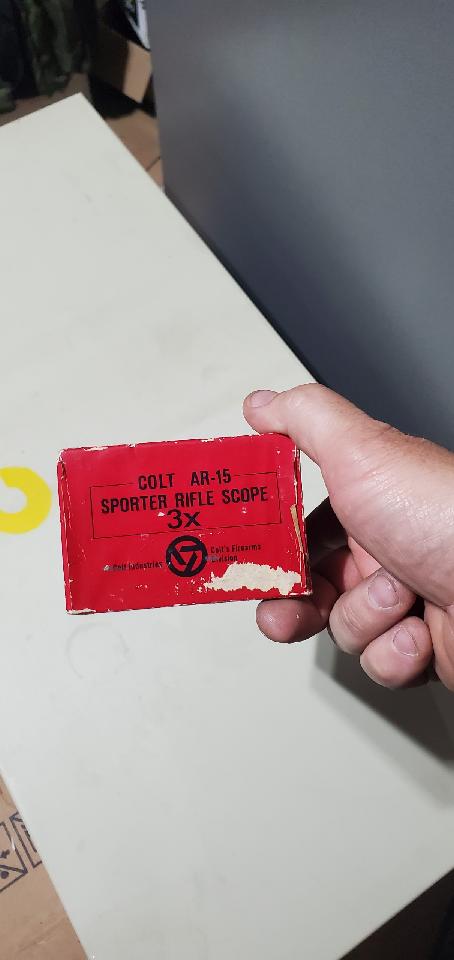 COLT AR-15
SPORTER RIFLE SCOPE
3x
Colt Industries
Colt's Firearms
Division